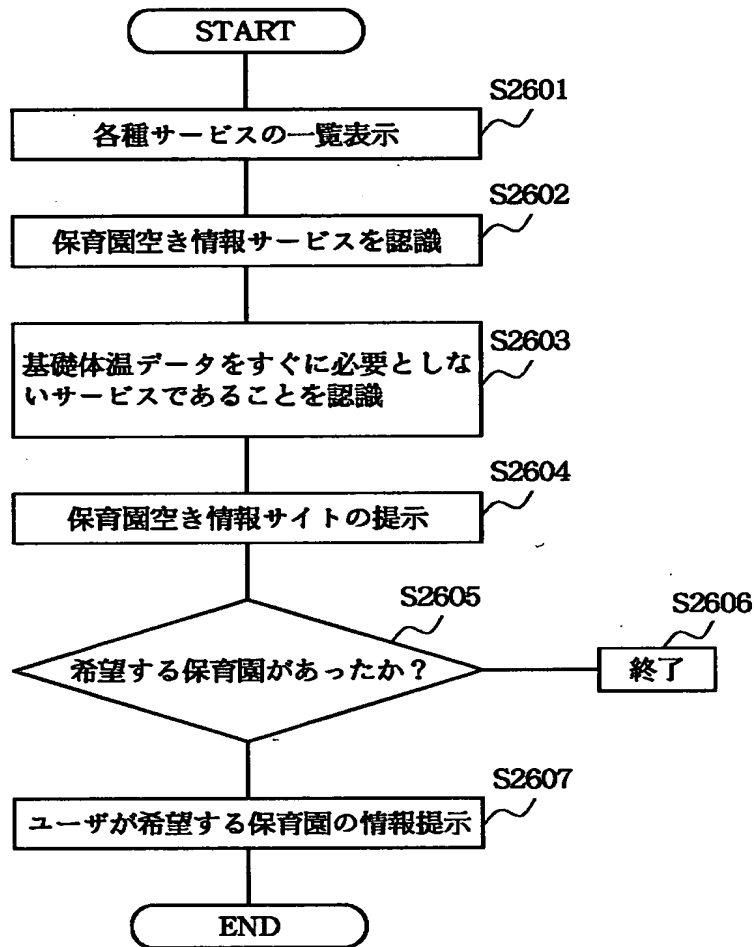 START
S2601
各種サービスの一覧表示
S2602
保育園空き情報サービスを認識
S2603
基礎体温データをすぐに必要としな
いサービスであることを認識
S2604
保育園空き情報サイトの提示
S2605
希望する保育園があったか？
S2606
終了
S2607
ユーザが希望する保育園の情報提示
END